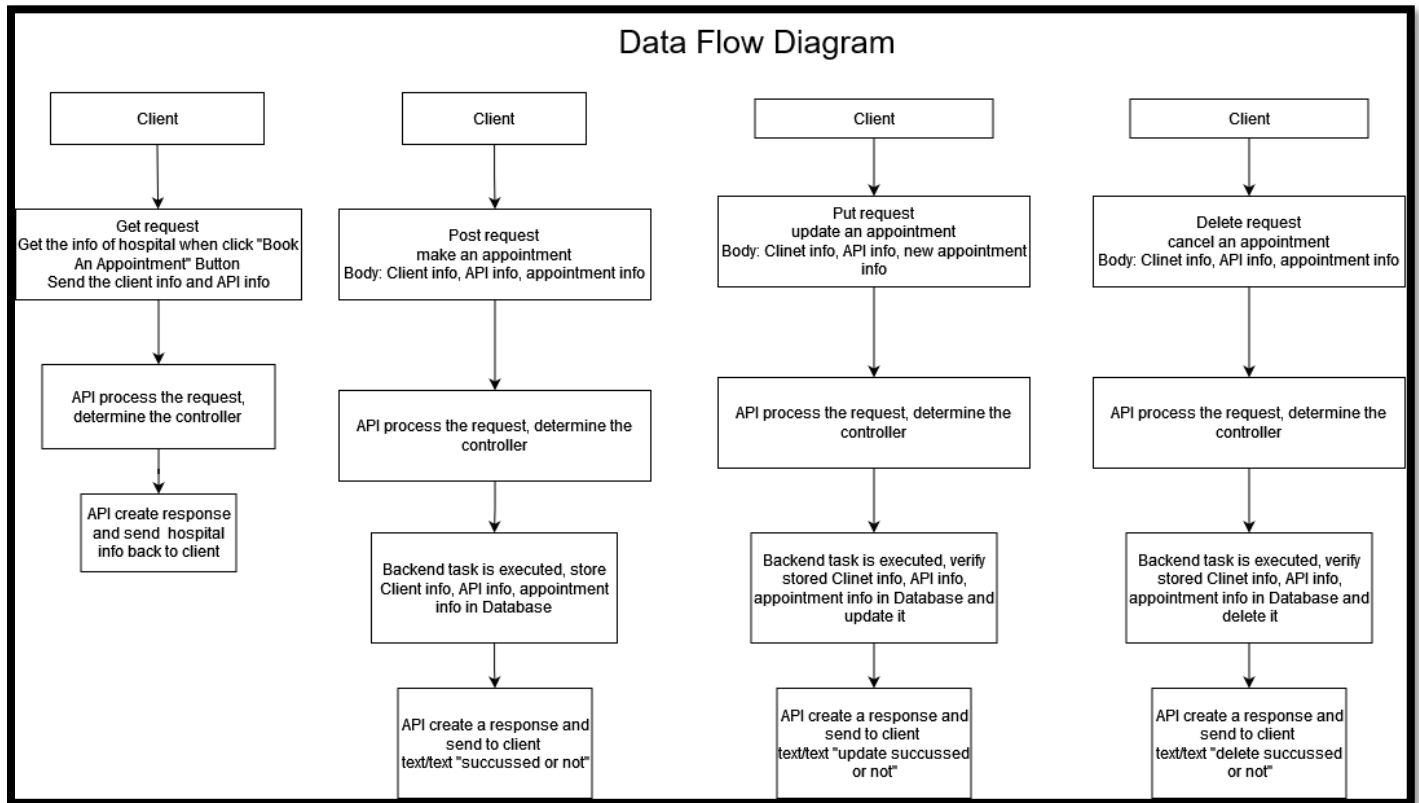 Data Flow Diagram
Client
Get request
Get the info of hospital when click "Book
An Appointment" Button
Send the client info and API info
API process the request,
determine the controller
API create response
and send hospital
info back to client
Client
Post request
make an appointment
Body: Client info, API info, appointment info
API process the request, determine the
controller
Backend task is executed, store
Client info, API info, appointment
info in Database
API create a response and
send to client
text/text "succussed or not"
Client
Put request
update an appointment
Body: Clinet info, API info, new appointment
info
API process the request, determine the
controller
Backend task is executed, verify
stored Clinet info, API info,
appointment info in Database and
update it
API create a response and
send to client
text/text "update succussed
or not"
Client
Delete request
cancel an appointment
Body: Clinet info, API info, appointment info
API process the request, determine the
controller
Backend task is executed, verify
stored Clinet info, API info,
appointment info in Database and
delete it
API create a response and
send to client
text/text "delete succussed
or not"